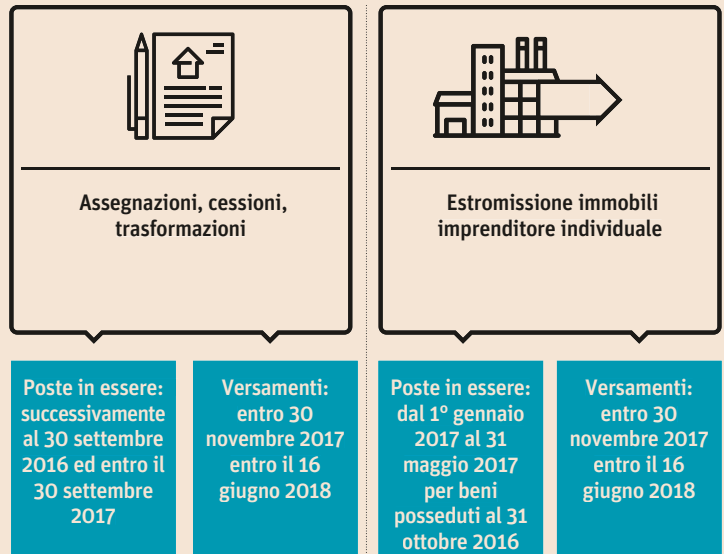 Assegnazioni, cessioni,
trasformazioni
Poste in essere:
successivamente
al 30 settembre
2016 ed entro il
30 settembre
2017
Versamenti:
entro 30
novembre 2017
entro il 16
giugno 2018
Estromissione immobili
imprenditore individuale
Poste in essere:
dal 1° gennaio
2017 al 31
maggio 2017
per beni
posseduti al 31
ottobre 2016
Versamenti:
entro 30
novembre 2017
entro il 16
giugno 2018